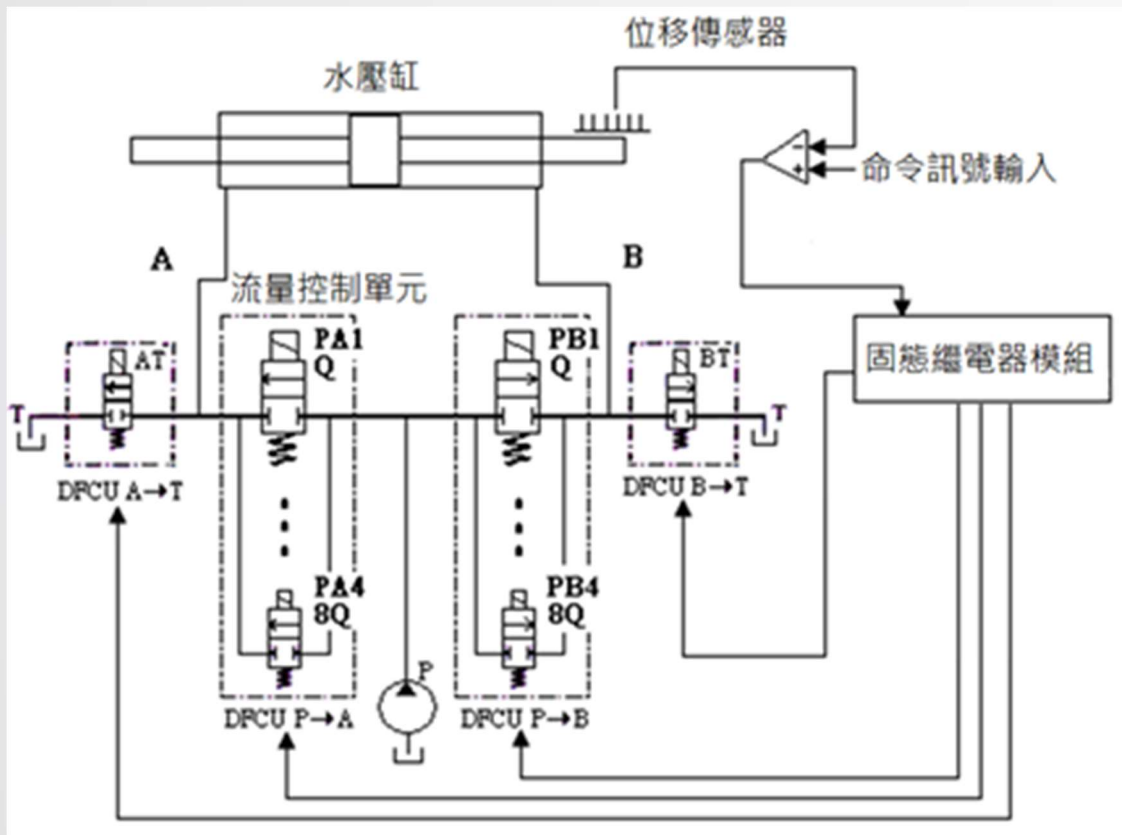 位移傳感器
水壓缸
命令訊號輸入
A
B
流量控制單元
PA1
Q
PB1
Q
AT
BT
固態繼電器模組
T
T
DFCU A→T
DFCU B→T
PA4
8Q
PB4
8Q
P
DFCU P→A
DFCU P→B